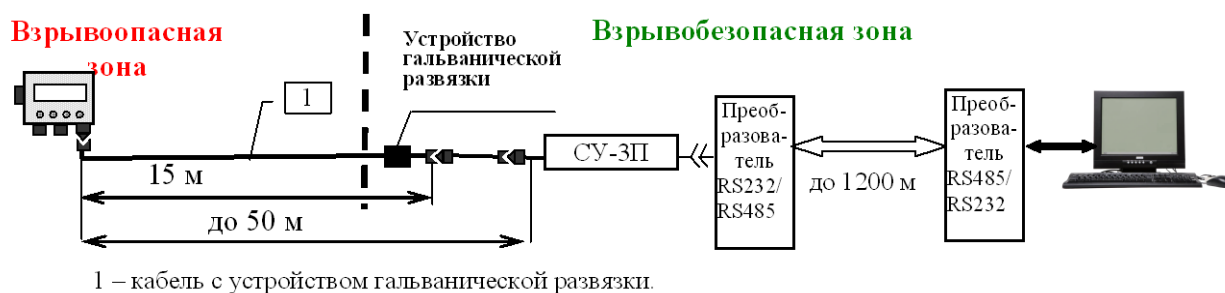 Взрывоопасная
зона
Устройство
гальванической
развязки
Взрывобезопасная зона
1
15 м
до 50 м
СУ-3П
Преоб-
разова-
тель
RS232/
RS485
до 1200 м
Преоб-
разова-
тель
RS485/
RS232
1 – кабель с устройством гальванической развязки.